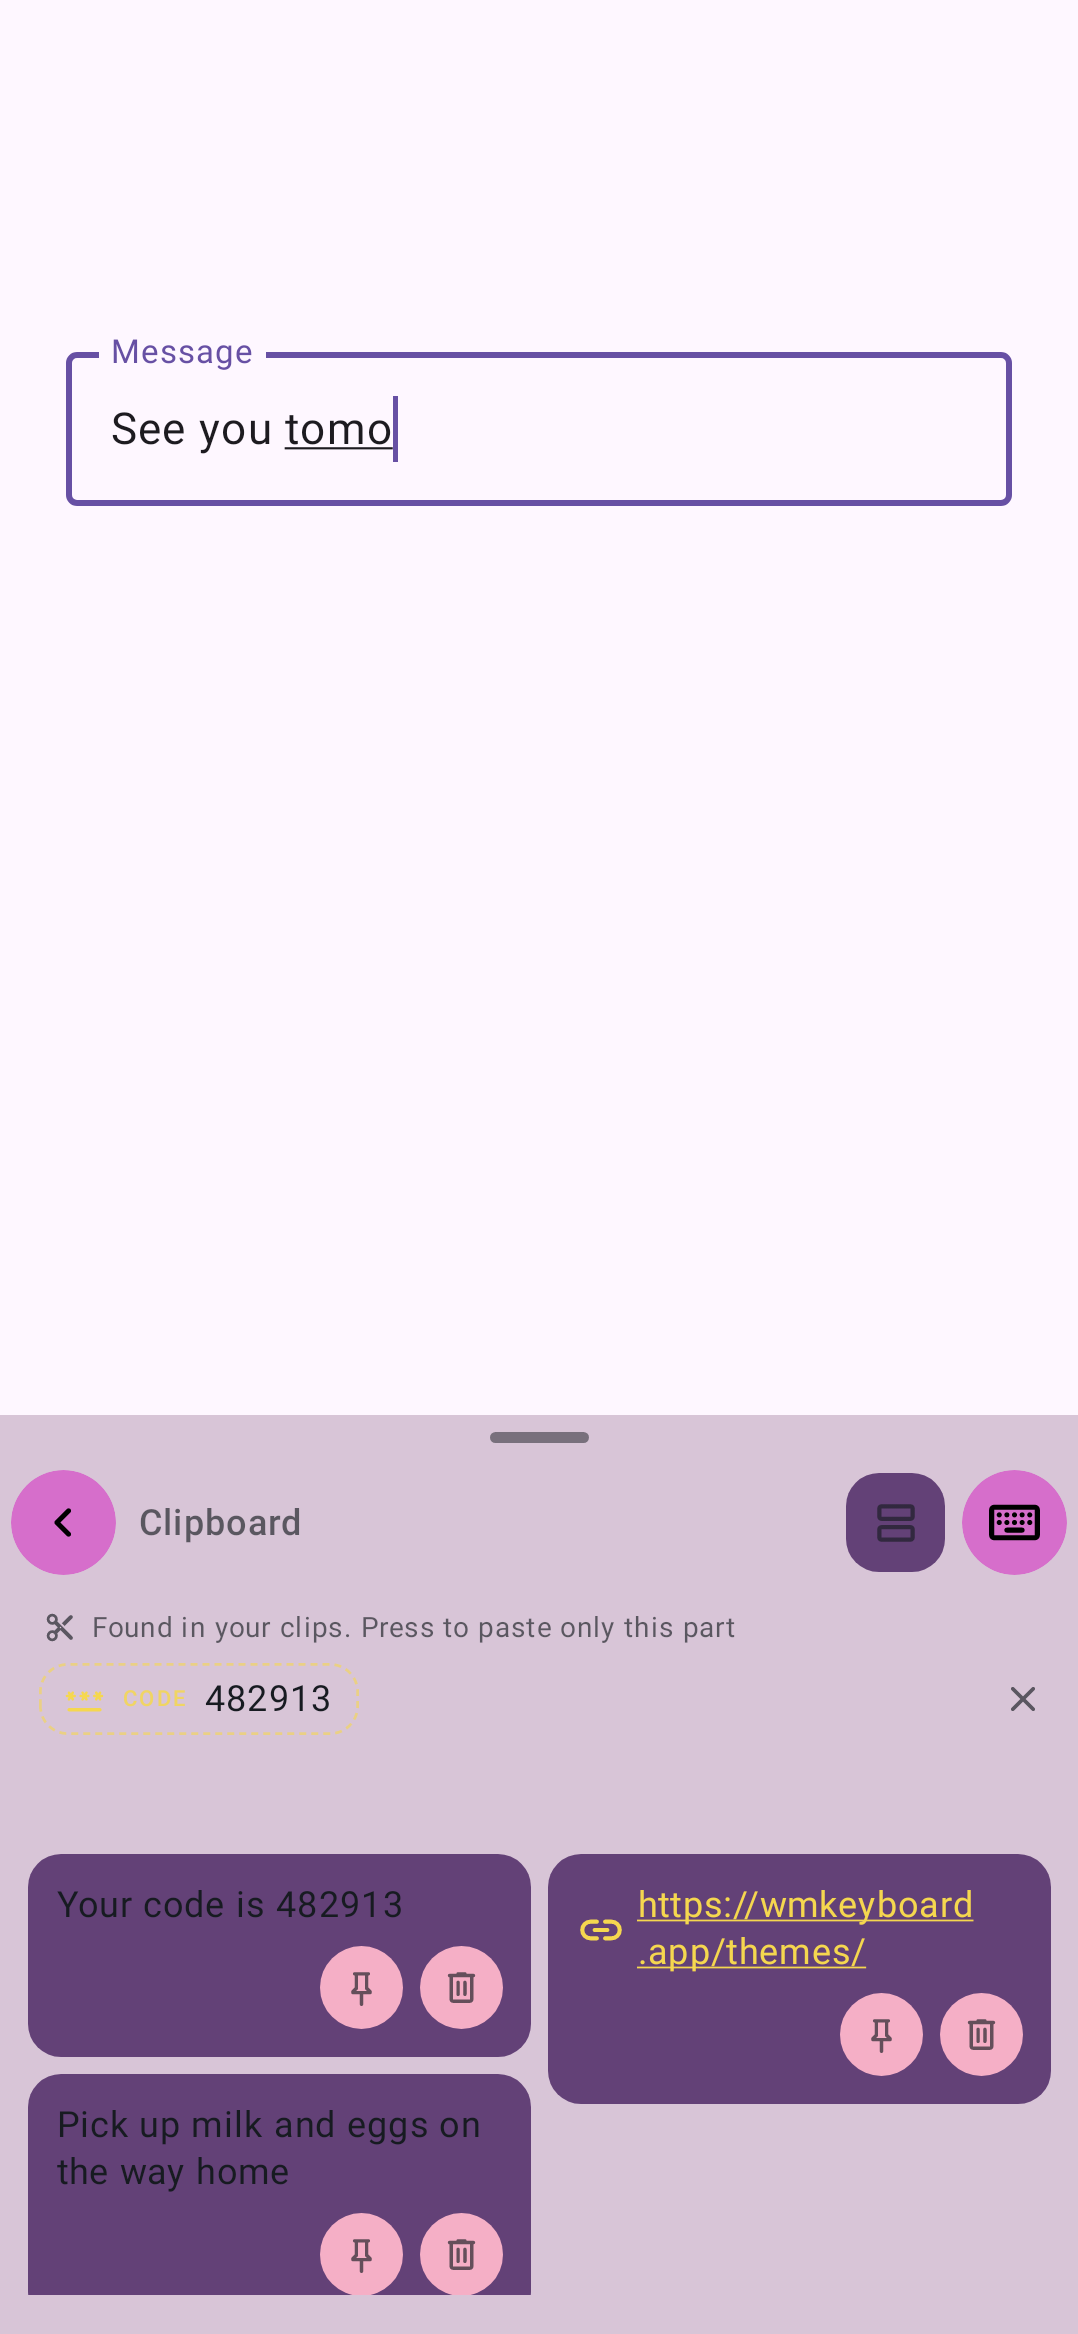 Message
See you tomo
Clipboard
Found in your clips. Press to paste only this part
CODE 482913
Your code is 482913
https://wmkeyboard
.app/themes/
Pick up milk and eggs on
the way home